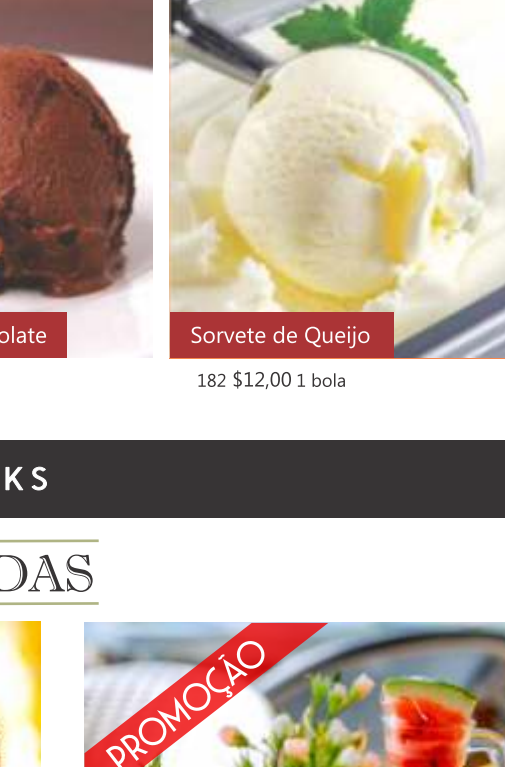 olate
Sorvete de Queijo
182 $12,00 1 bola
KS
DAS
PROMOÇÃO